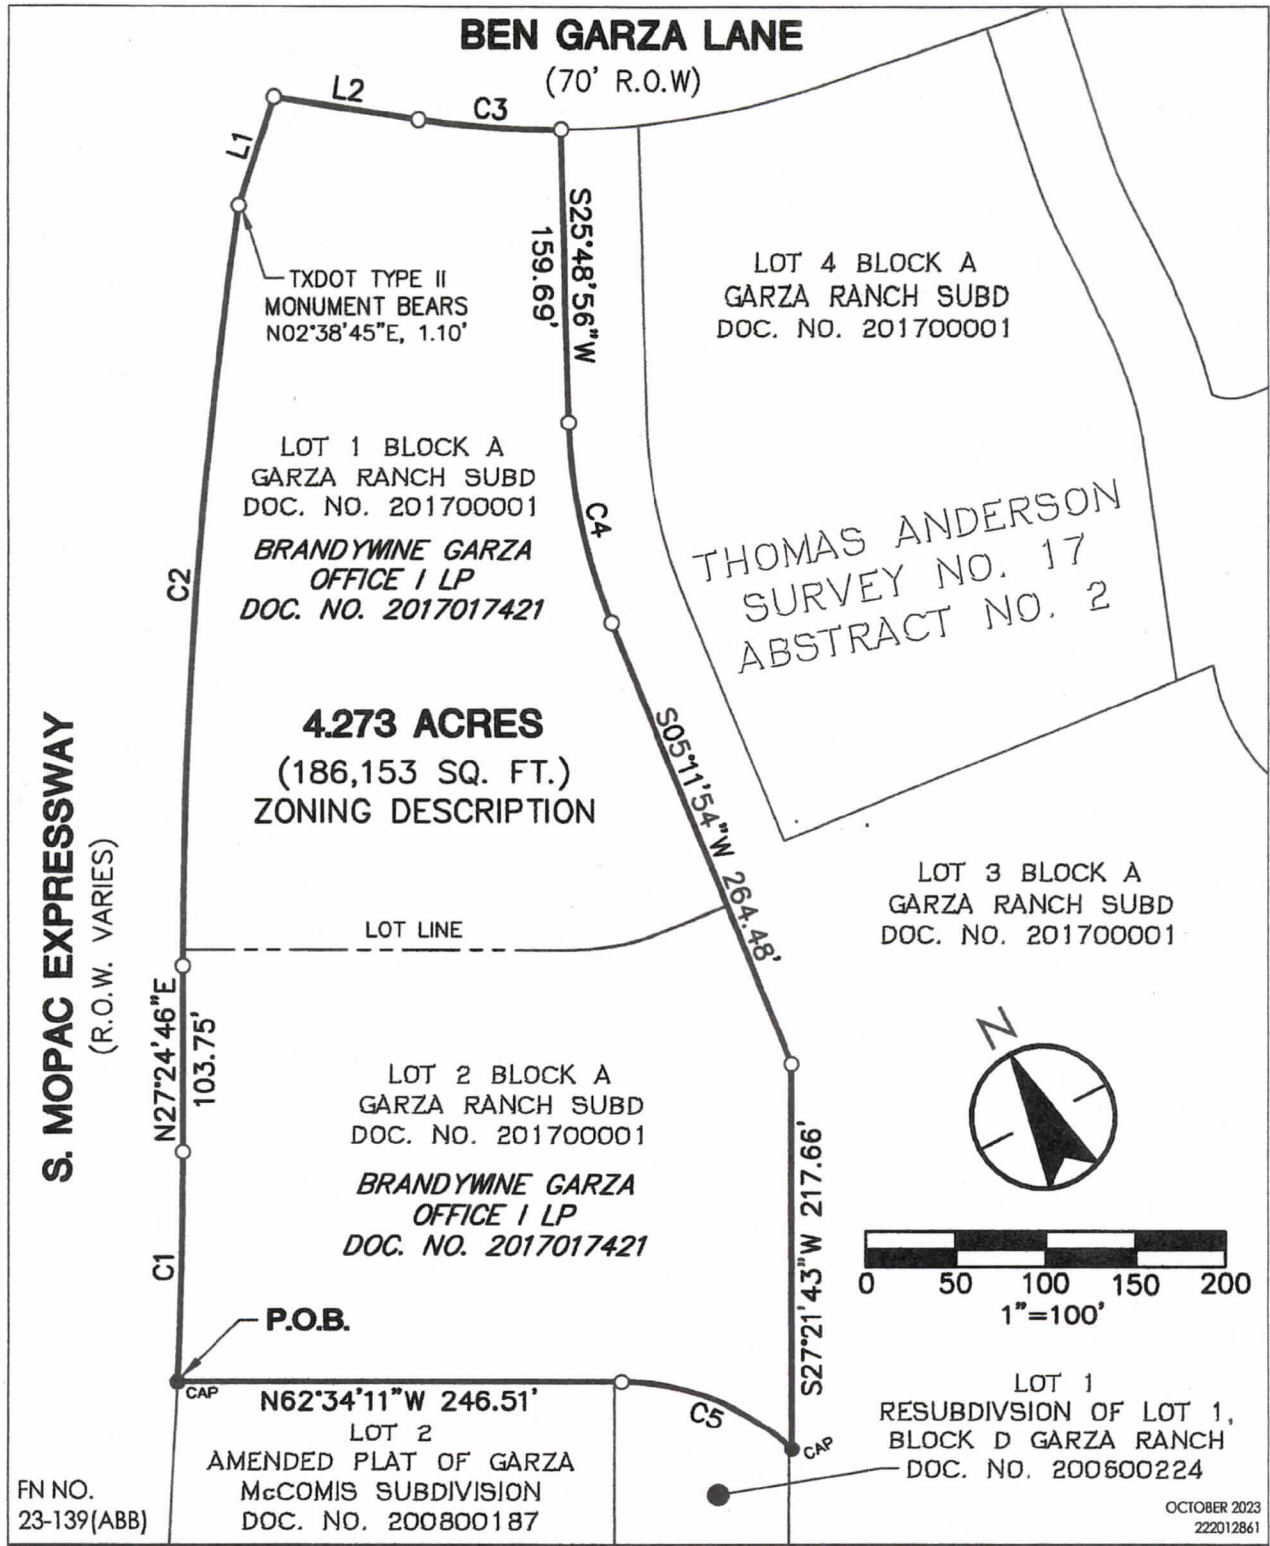 BEN GARZA LANE
(70' R.O.W)
L2
C3
L1
S25°48'56"W
159.69'
TXDOT TYPE II
MONUMENT BEARS
N02°38'45"E, 1.10'
LOT 4 BLOCK A
GARZA RANCH SUBD
DOC. NO. 201700001
LOT 1 BLOCK A
GARZA RANCH SUBD
DOC. NO. 201700001
BRANDYWINE GARZA
OFFICE I LP
DOC. NO. 2017017421
C4
C2
THOMAS ANDERSON
SURVEY NO. 17
ABSTRACT NO. 2
4.273 ACRES
(186,153 SQ. FT.)
ZONING DESCRIPTION
S05°11'54"W 264.48'
S. MOPAC EXPRESSWAY
(R.O.W. VARIES)
LOT 3 BLOCK A
GARZA RANCH SUBD
DOC. NO. 201700001
LOT LINE
N27°24'46"E
103.75'
N
LOT 2 BLOCK A
GARZA RANCH SUBD
DOC. NO. 201700001
BRANDYWINE GARZA
OFFICE I LP
DOC. NO. 2017017421
S27°21'43"W 217.66'
C1
0 50 100 150 200
1"=100'
P.O.B.
CAP
N62°34'11"W 246.51'
C5
CAP
LOT 2
AMENDED PLAT OF GARZA
McCOMIS SUBDIVISION
DOC. NO. 200800187
LOT 1
RESUBDIVSION OF LOT 1,
BLOCK D GARZA RANCH
DOC. NO. 200600224
FN NO.
23-139(ABB)
OCTOBER 2023
222012861